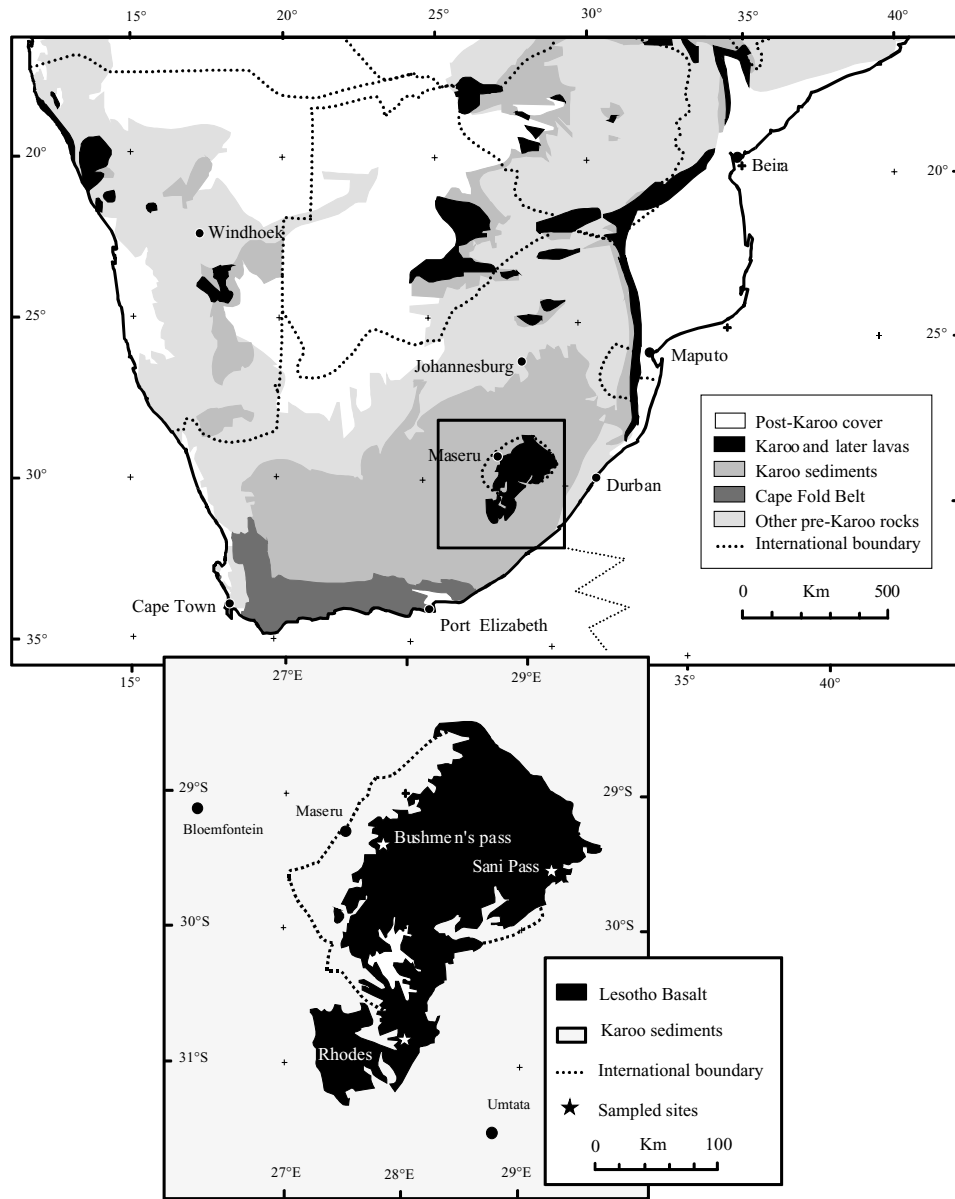 15° 20° 25° 30° 35° 40°
20°
Beira
20°
Windhoek
25°
25°
Johannesburg
Maputo
Post-Karoo cover
Karoo and later lavas
Karoo sediments
Cape Fold Belt
Other pre-Karoo rocks
International boundary
0 Km 500
Maseru
30°
Durban
Cape Town
Port Elizabeth
35°
15° 27°E 29°E 35° 40°
29°S
29°S
Maseru
Bloemfontein
Bushmen's pass
Sani Pass
30°S
30°S
Rhodes
31°S
Umtata
27°E 28°E 29°E
Lesotho Basalt
Karoo sediments
International boundary
Sampled sites
0 Km 100